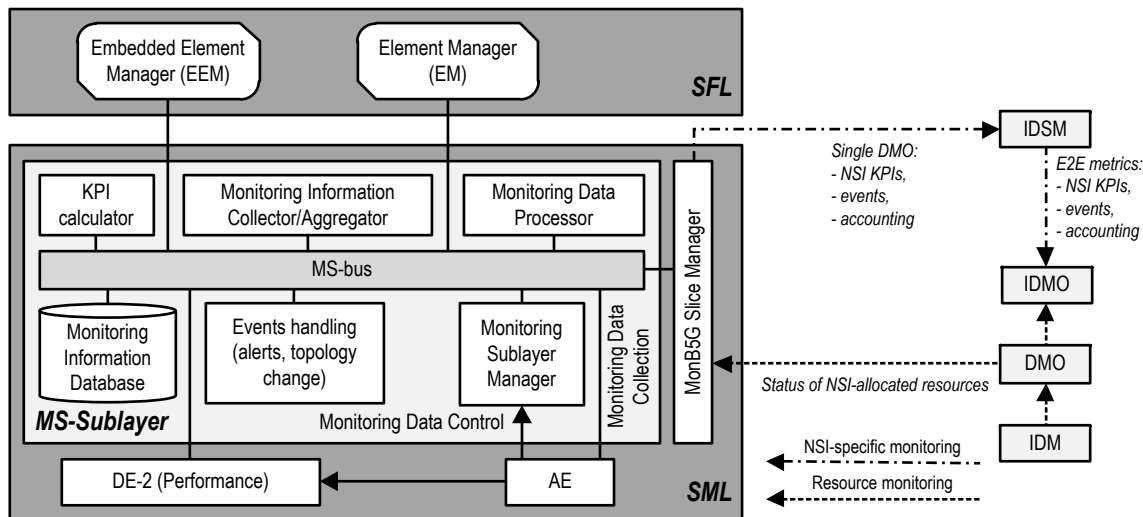 Embedded Element
Manager (EEM)
Element Manager
(EM)
SFL
KPI
calculator
Monitoring Information
Collector/Aggregator
Monitoring Data
Processor
MS-bus
Monitoring
Information
Database
Events handling
(alerts, topology
change)
Monitoring
Sublayer
Manager
Monitoring Data
Collection
MonB5G Slice Manager
MS-Sublayer
Monitoring Data Control
DE-2 (Performance)
AE
SML
Single DMO:
- NSI KPIs,
- events,
- accounting
IDSM
E2E metrics:
- NSI KPIs,
- events,
- accounting
IDMO
DMO
Status of NSI-allocated resources
IDM
NSI-specific monitoring
Resource monitoring